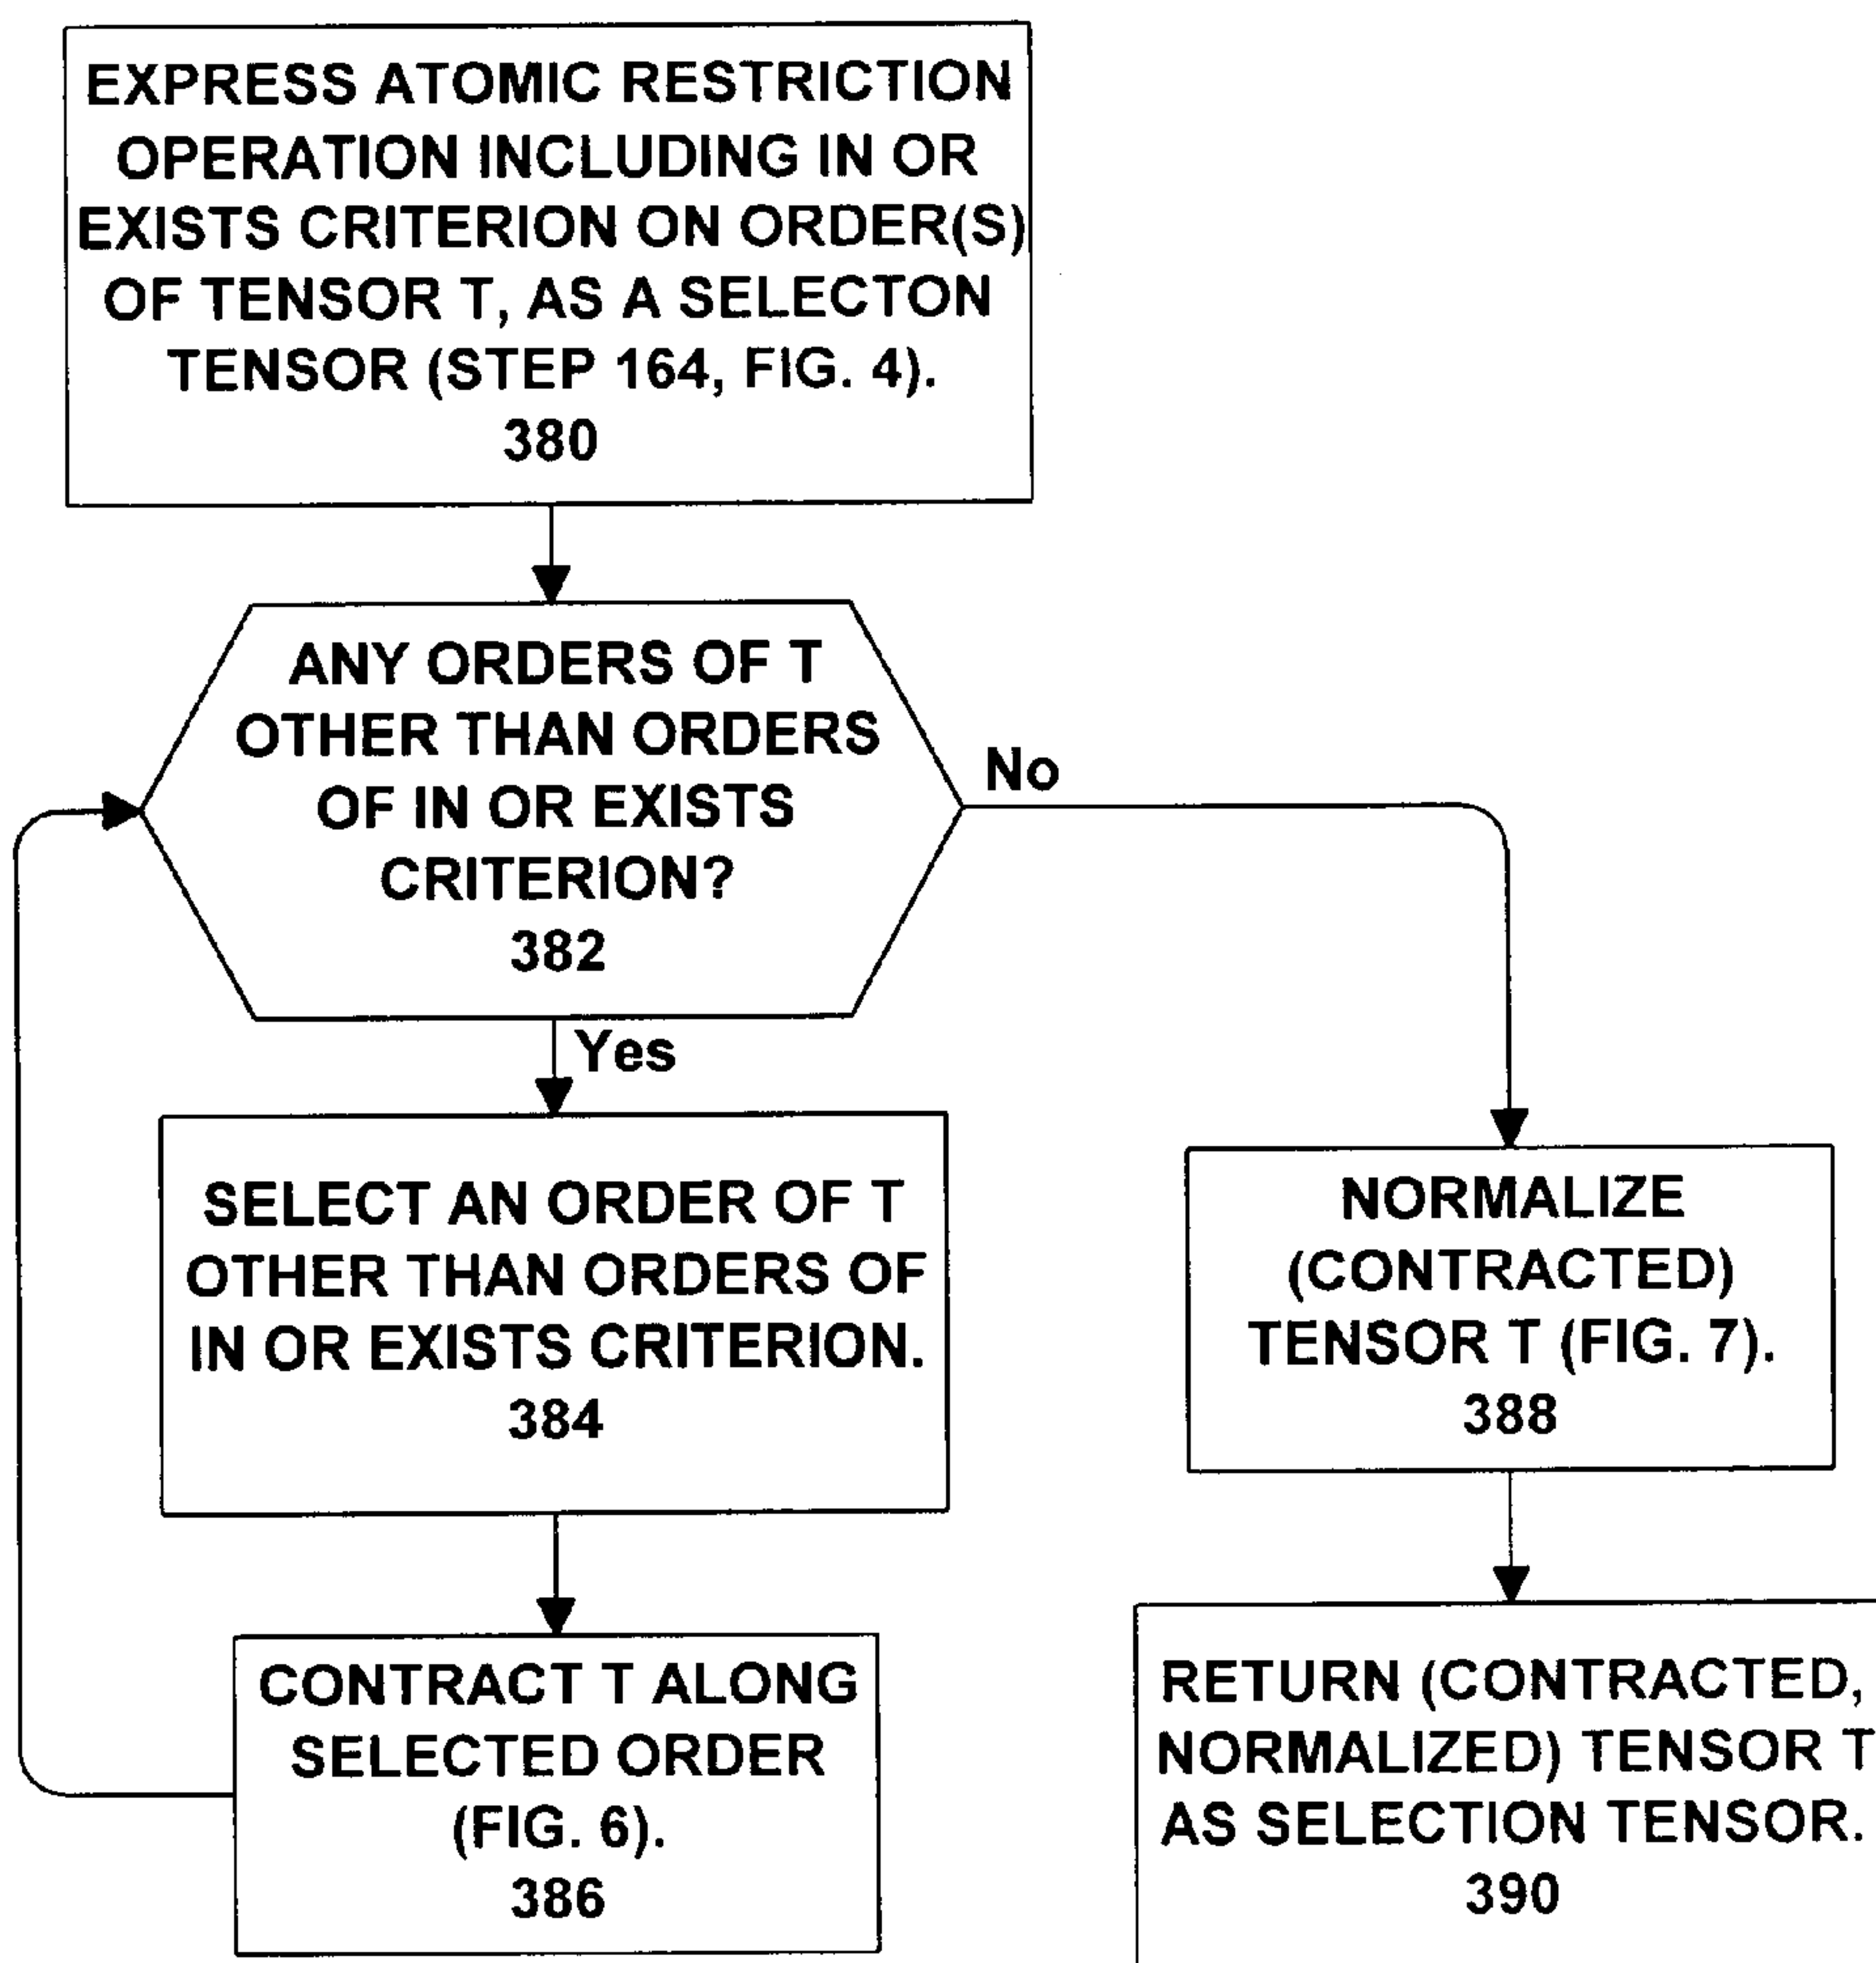 EXPRESS ATOMIC RESTRICTION
OPERATION INCLUDING IN OR
EXISTS CRITERION ON ORDER(S)
OF TENSOR T, AS A SELECTON
TENSOR (STEP 164, FIG. 4).
380
ANY ORDERS OF T
OTHER THAN ORDERS
OF IN OR EXISTS
CRITERION?
382
No
Yes
SELECT AN ORDER OF T
OTHER THAN ORDERS OF
IN OR EXISTS CRITERION.
384
CONTRACT T ALONG
SELECTED ORDER
(FIG. 6).
386
NORMALIZE
(CONTRACTED)
TENSOR T (FIG. 7).
388
RETURN (CONTRACTED,
NORMALIZED) TENSOR T
AS SELECTION TENSOR.
390